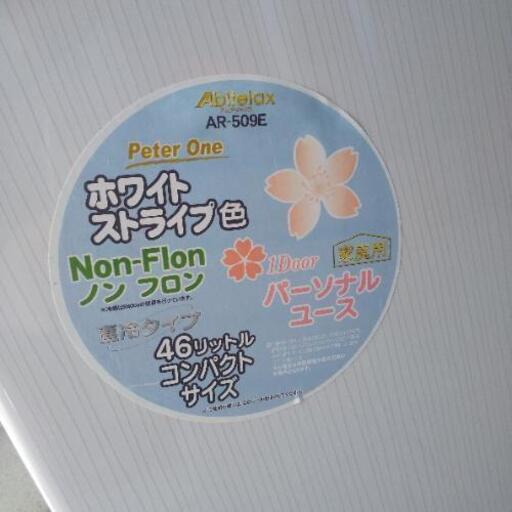 Abitelax
AR-509E
Peter One
ホワイト
ストライプ色
Non-Flon
ノン フロン
1Door
家庭用
パーソナル
ユース
直冷タイプ
46リットル
コンパクト
サイズ